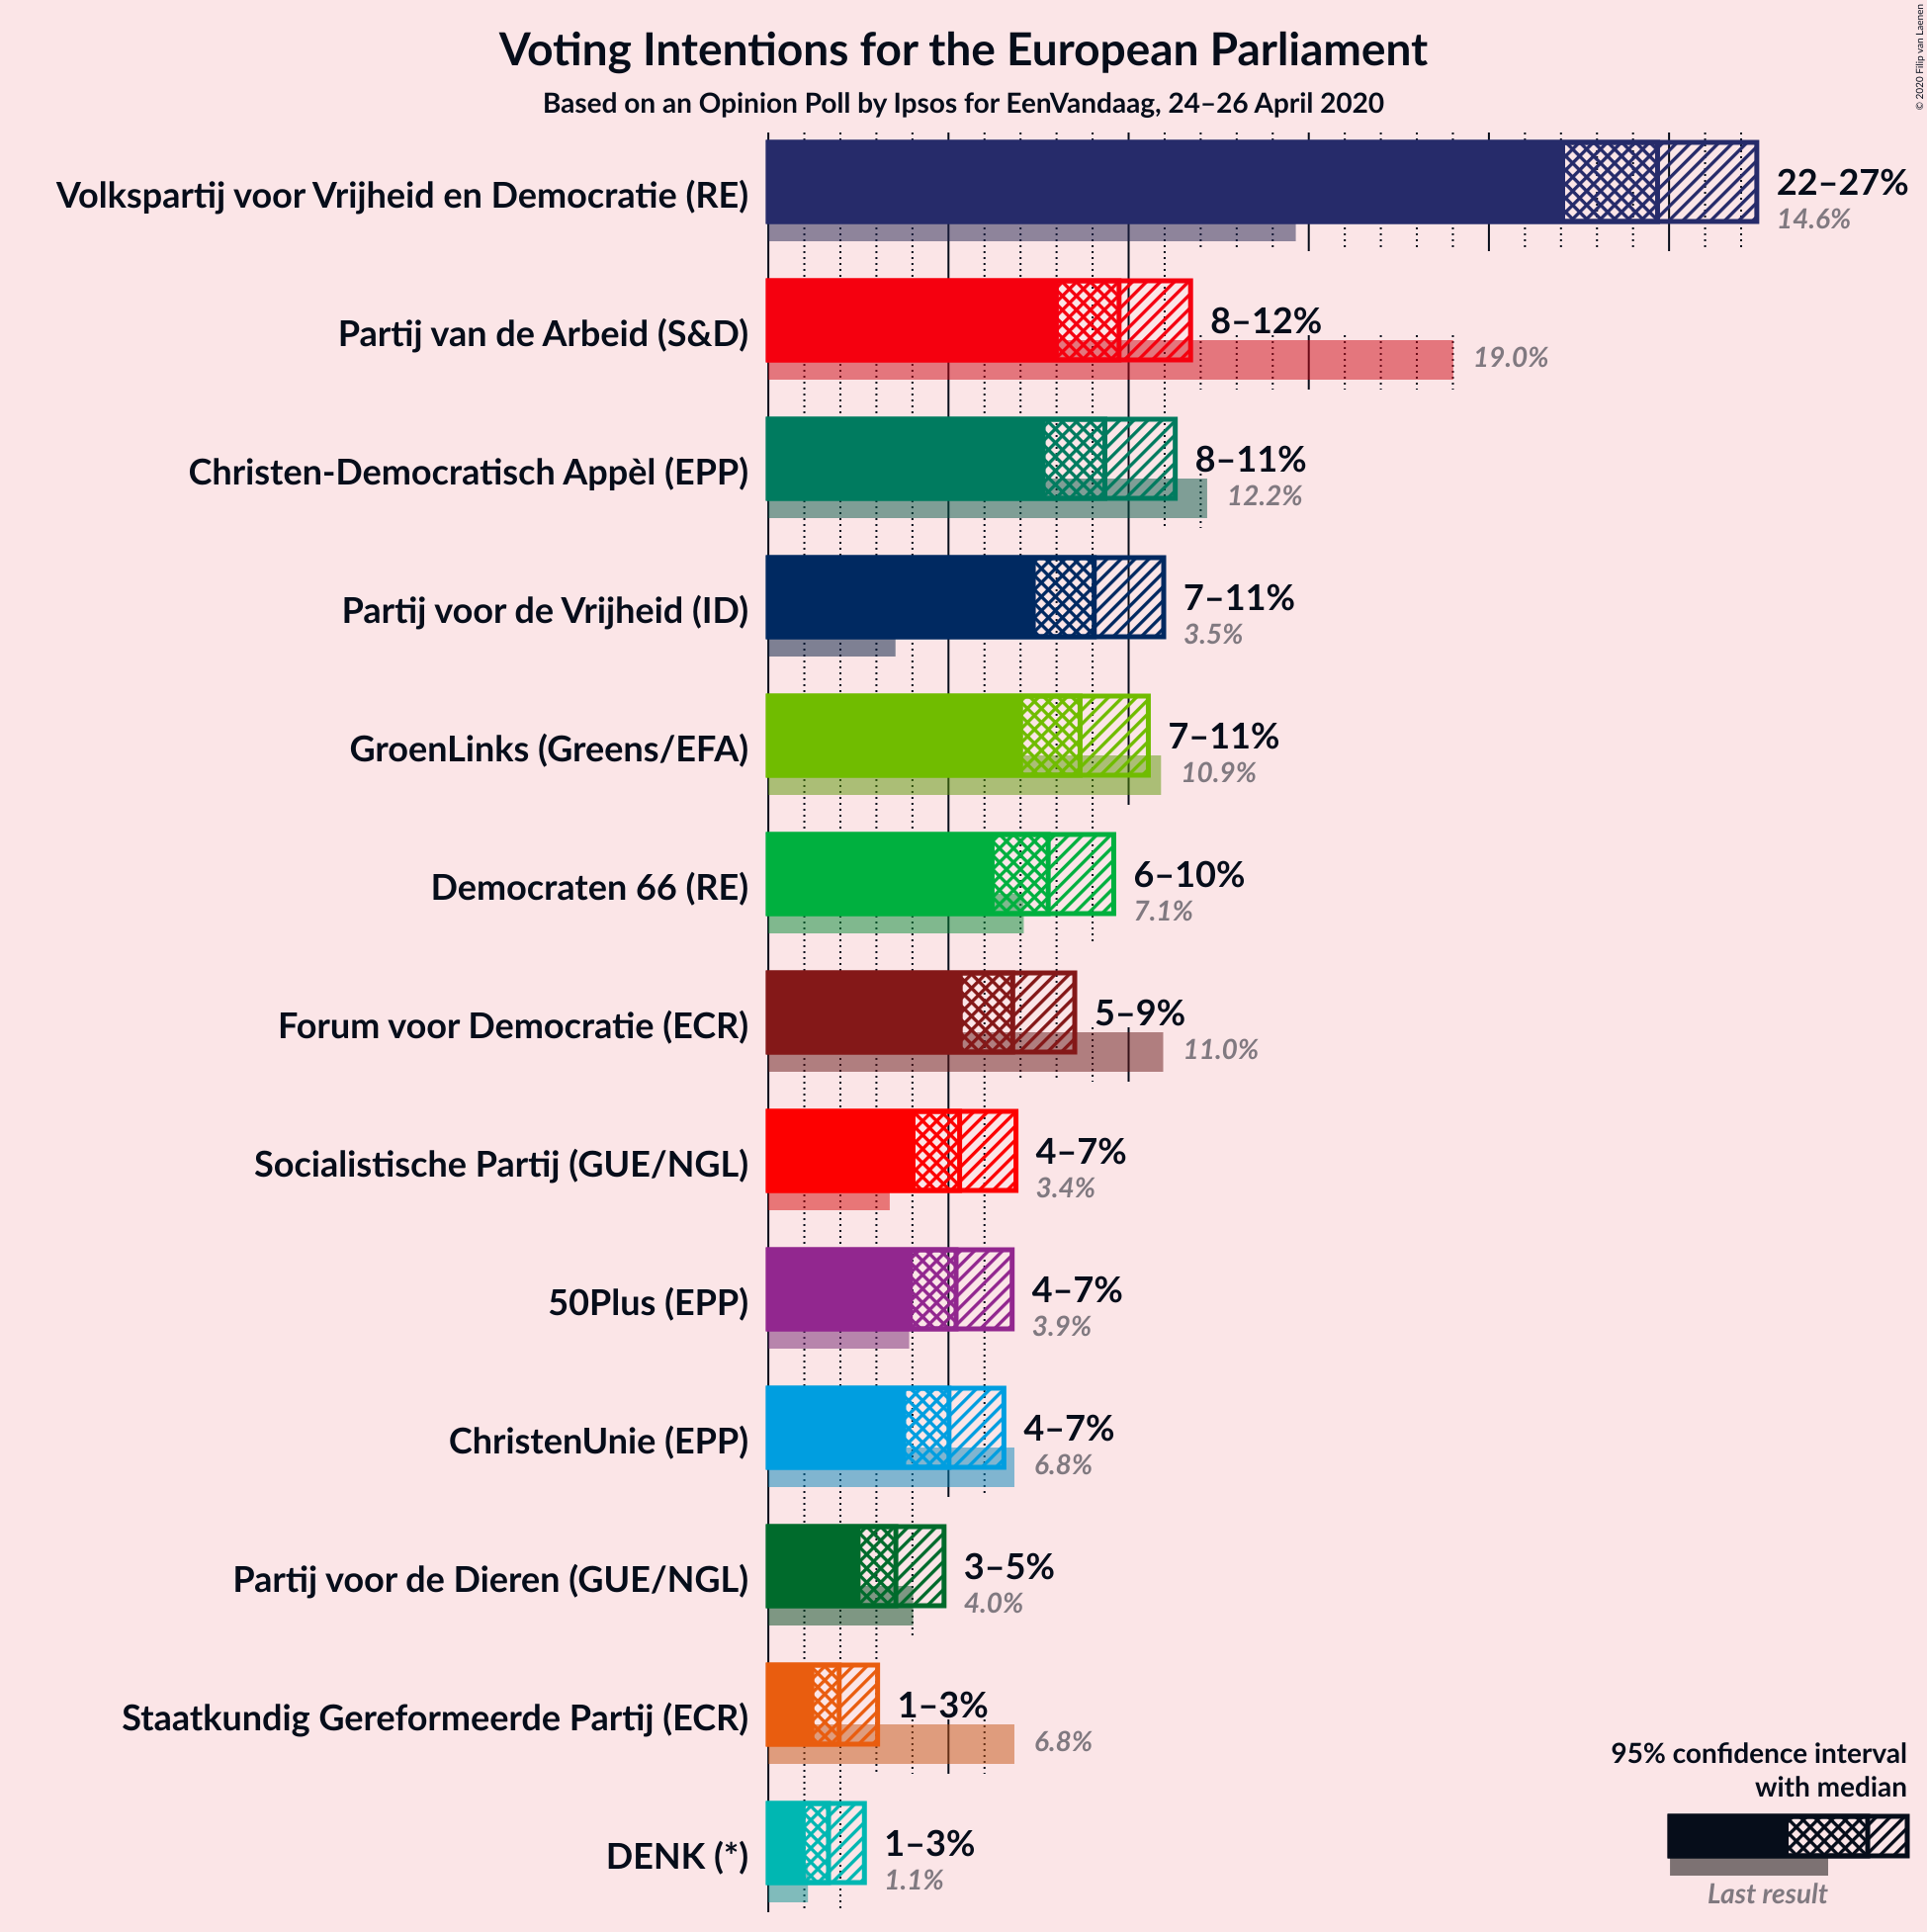 Voting Intentions for the European Parliament
Based on an Opinion Poll by Ipsos for EenVandaag, 24–26 April 2020
© 2020 Filip van Laenen
Volkspartij voor Vrijheid en Democratie (RE)
22–27%
14.6%
Partij van de Arbeid (S&D)
8–12%
19.0%
Christen-Democratisch Appèl (EPP)
8–11%
12.2%
Partij voor de Vrijheid (ID)
7–11%
3.5%
GroenLinks (Greens/EFA)
7–11%
10.9%
Democraten 66 (RE)
6–10%
7.1%
Forum voor Democratie (ECR)
5–9%
11.0%
Socialistische Partij (GUE/NGL)
4–7%
3.4%
50Plus (EPP)
4–7%
3.9%
ChristenUnie (EPP)
4–7%
6.8%
Partij voor de Dieren (GUE/NGL)
3–5%
4.0%
Staatkundig Gereformeerde Partij (ECR)
1–3%
6.8%
DENK (*)
1–3%
1.1%
95% confidence interval
with median
Last result